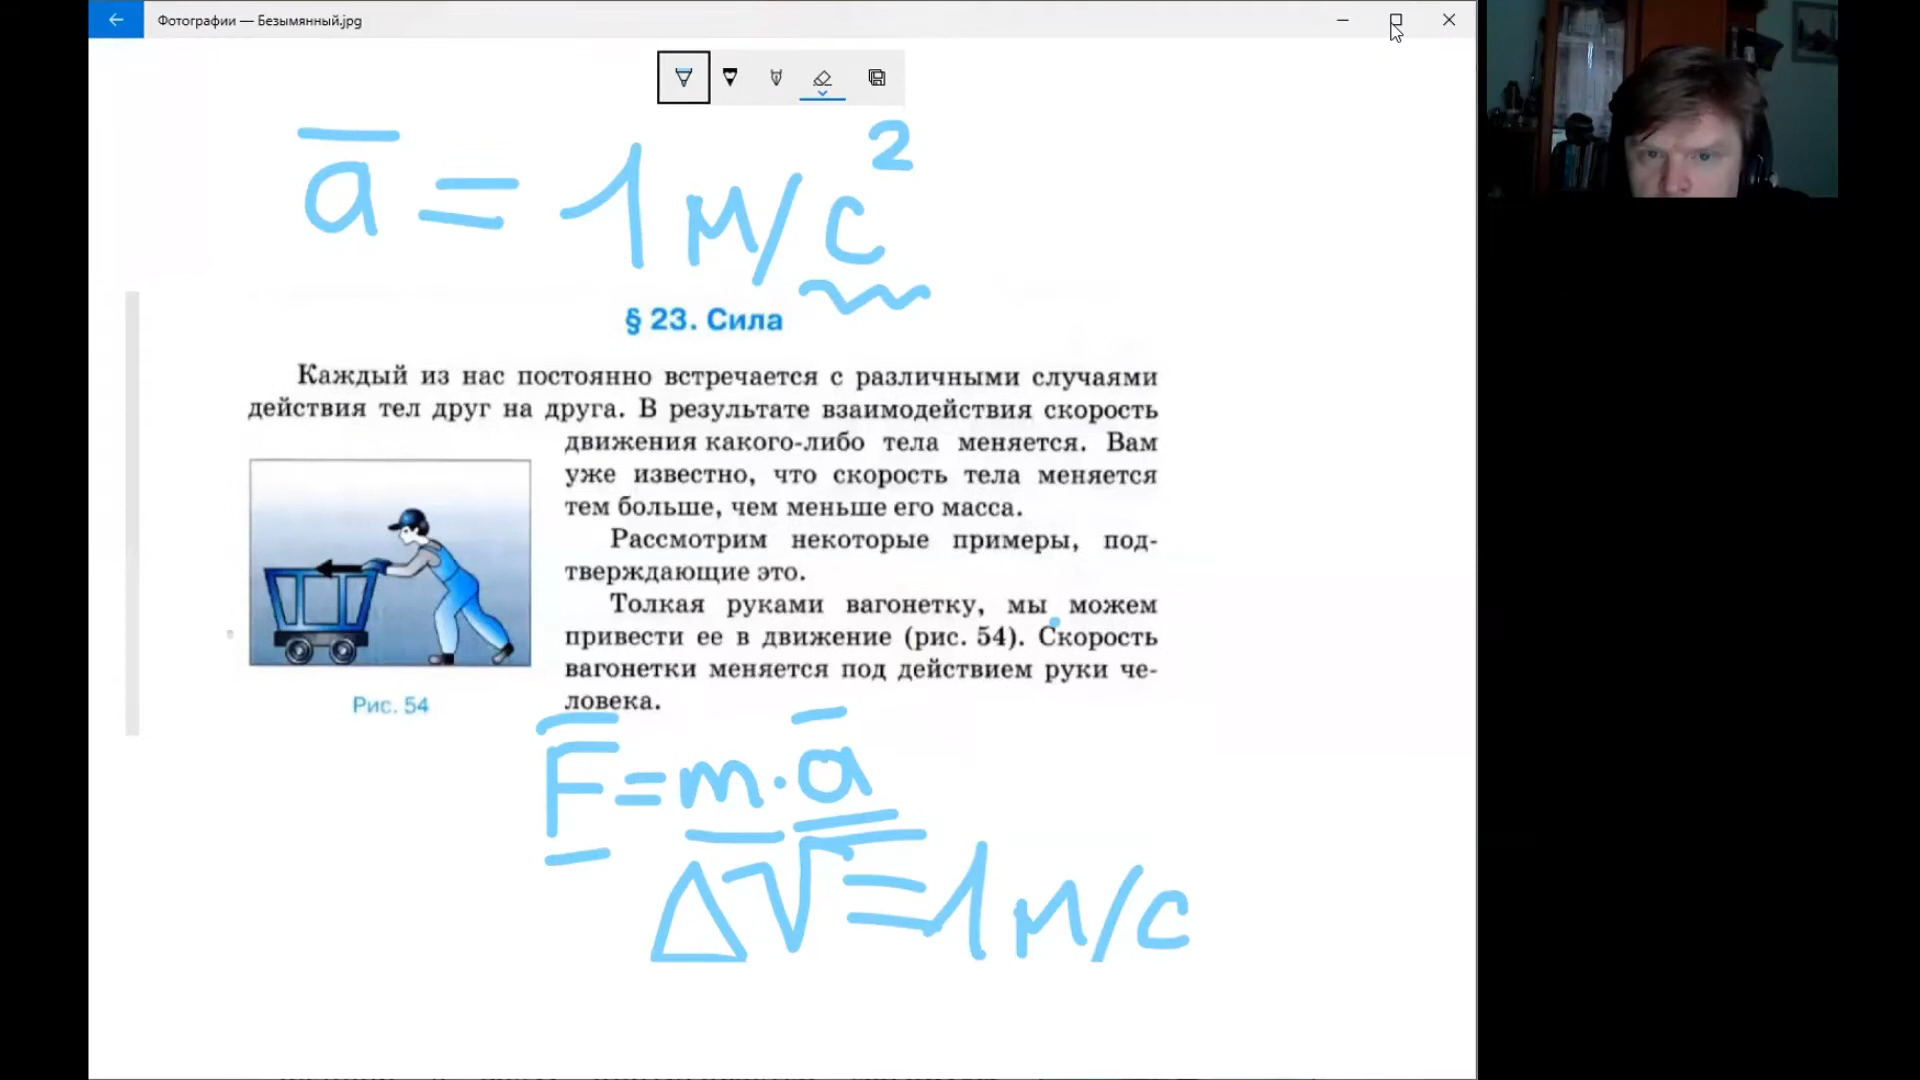 Фотографии — Безымянный.jpg
a = 1 м/с²
§ 23. Сила
Каждый из нас постоянно встречается с различными случаями
действия тел друг на друга. В результате взаимодействия скорость
движения какого-либо тела меняется. Вам
уже известно, что скорость тела меняется
тем больше, чем меньше его масса.
Рассмотрим некоторые примеры, под-
тверждающие это.
Толкая руками вагонетку, мы можем
привести ее в движение (рис. 54). Скорость
вагонетки меняется под действием руки че-
ловека.
Рис. 54
F = m · a
ΔV = 1 м/с